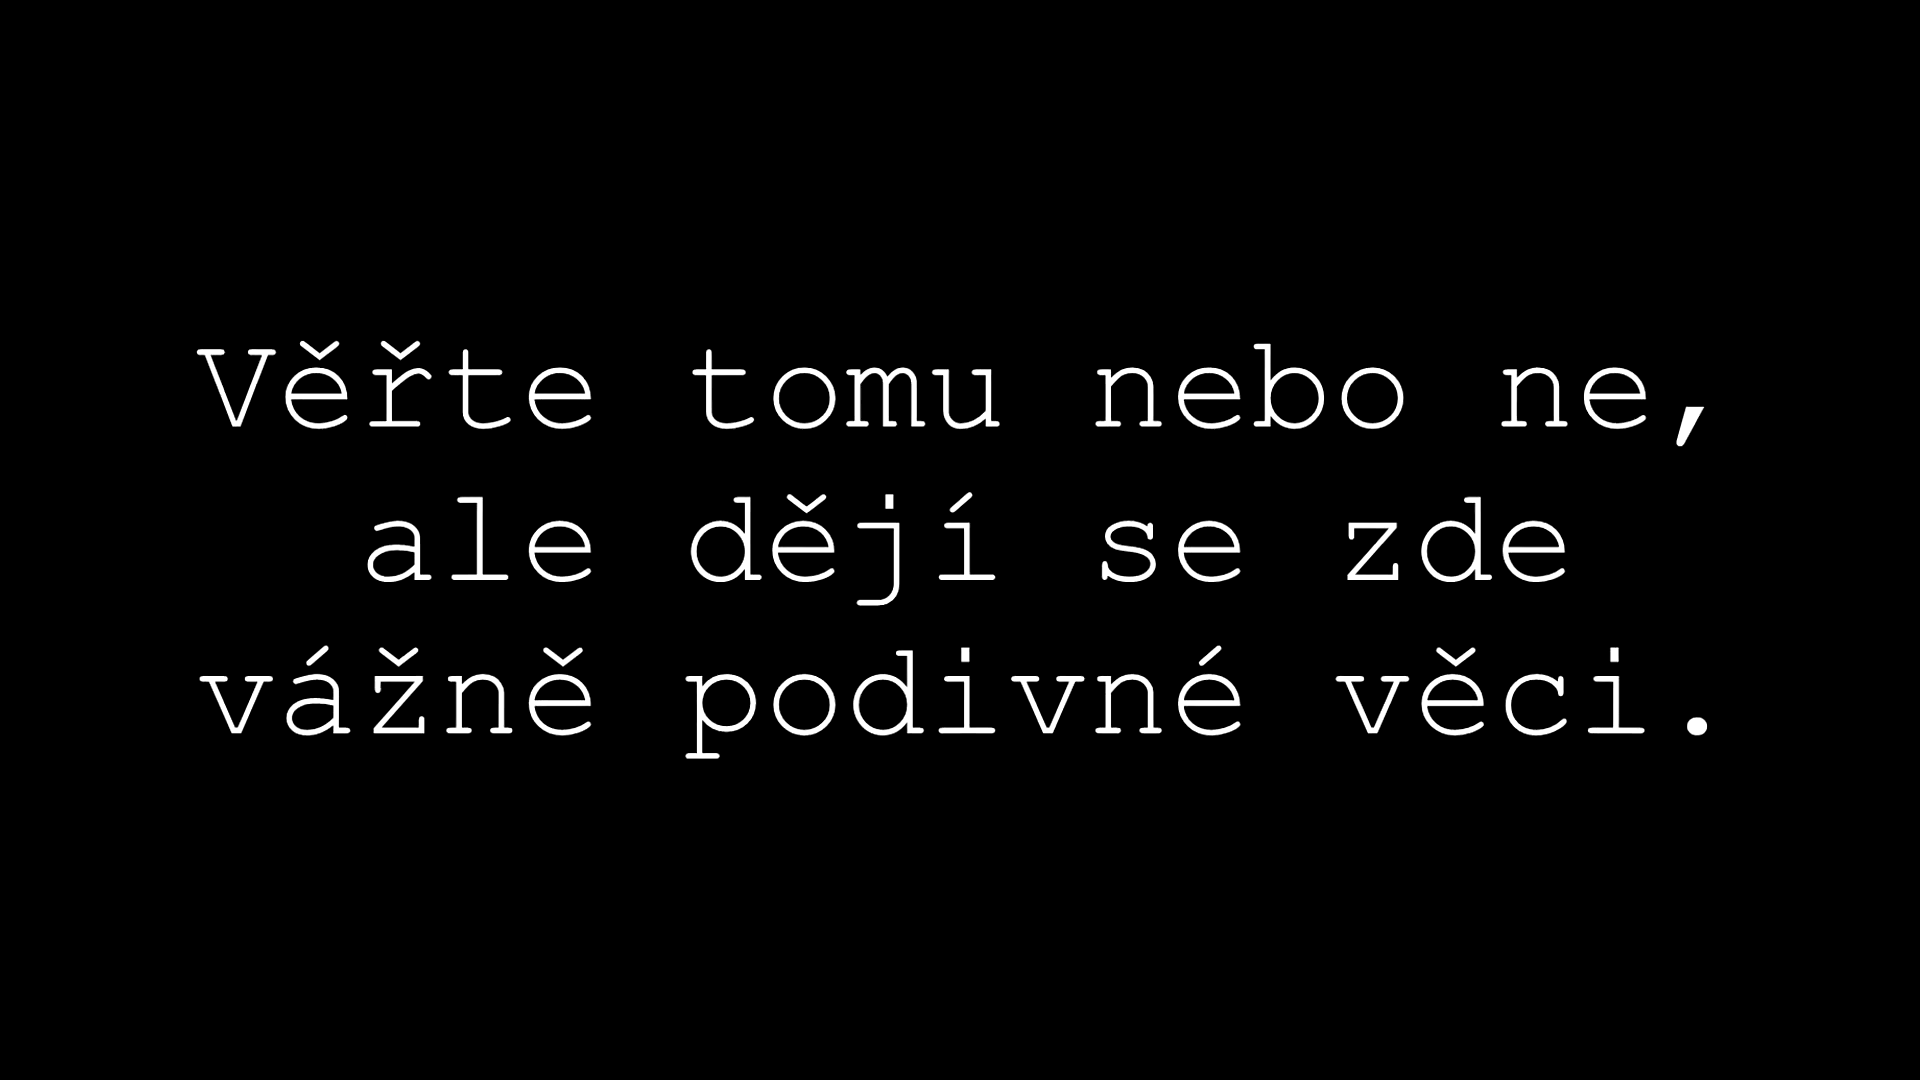 Věřte tomu nebo ne,
ale dějí se zde
vážně podivné věci.